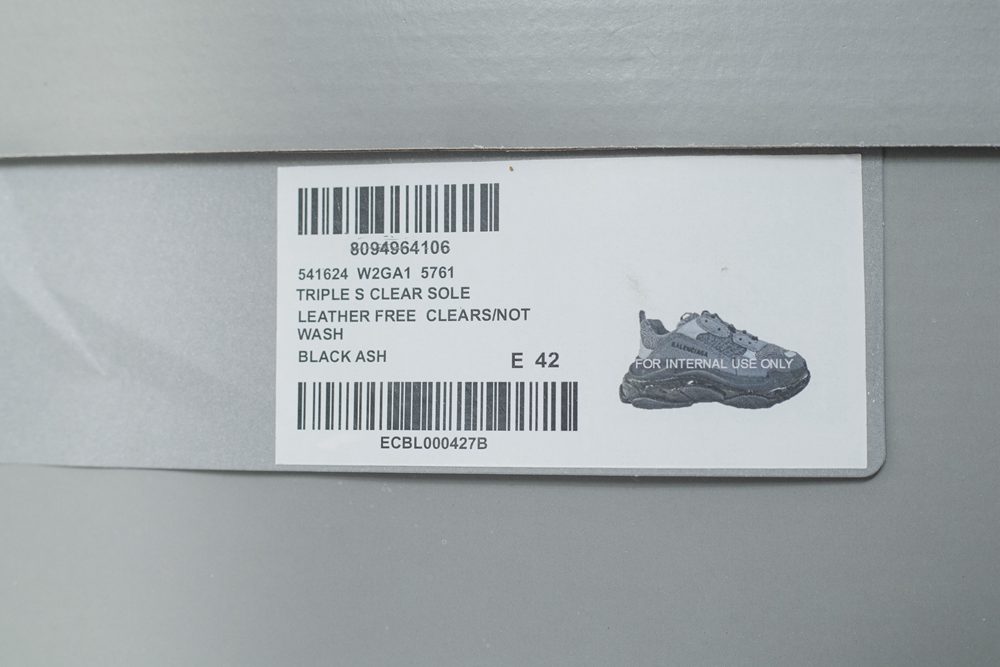 8094964106
541624 W2GA1 5761
TRIPLE S CLEAR SOLE
LEATHER FREE CLEARS/NOT
WASH
BLACK ASH
E 42
ECBL000427B
BALENCIAGA
FOR INTERNAL USE ONLY